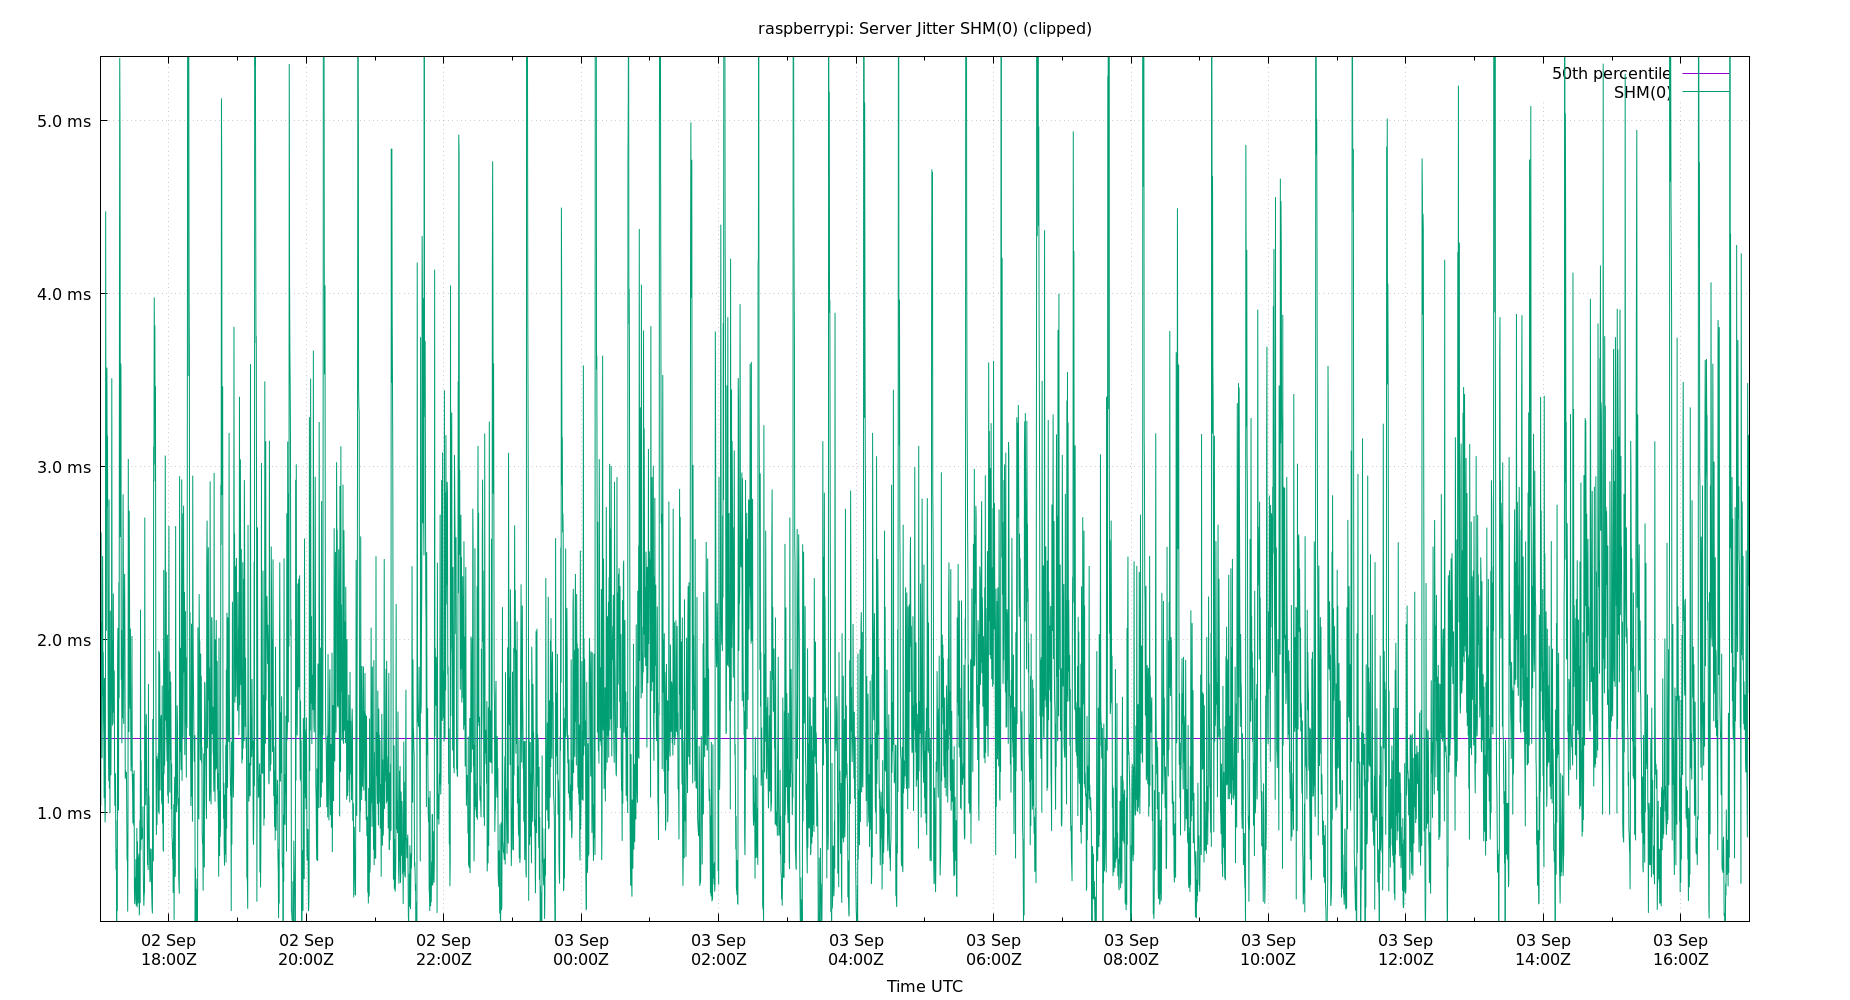 raspberrypi: Server Jitter SHM(0) (clipped)
50th percentile
SHM(0)
5.0 ms
4.0 ms
3.0 ms
2.0 ms
1.0 ms
02 Sep 02 Sep 02 Sep 03 Sep 03 Sep 03 Sep 03 Sep 03 Sep 03 Sep 03 Sep 03 Sep 03 Sep
18:00Z 20:00Z 22:00Z 00:00Z 02:00Z 04:00Z 06:00Z 08:00Z 10:00Z 12:00Z 14:00Z 16:00Z
Time UTC